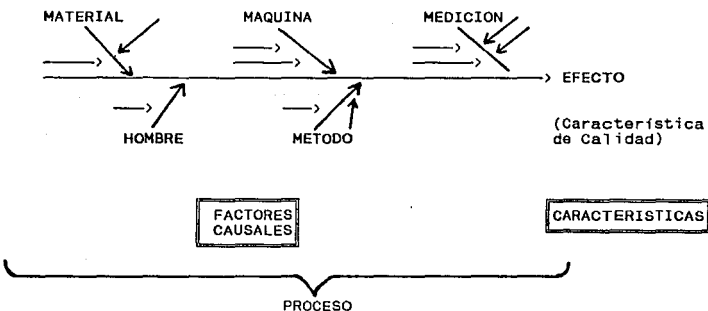 MATERIAL MAQUINA MEDICION
EFECTO
HOMBRE METODO
(Característica
de Calidad)
FACTORES
CAUSALES
CARACTERISTICAS
PROCESO